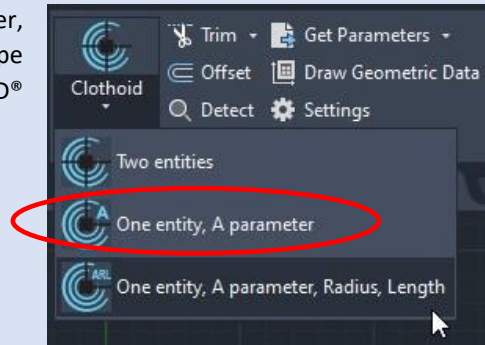 er,
pe
D®
Trim
Get Parameters
Offset
Draw Geometric Data
Clothoid
Detect
Settings
Two entities
A
One entity, A parameter
ARL
One entity, A parameter, Radius, Length